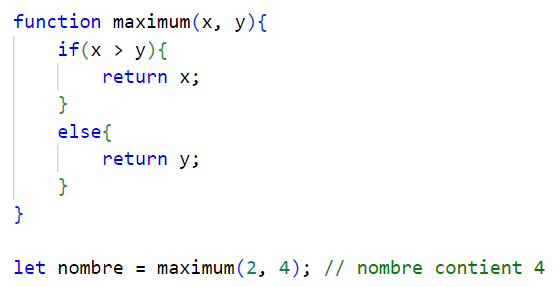 function maximum(x, y){
    if(x > y){
        return x;
    }
    else{
        return y;
    }
}

let nombre = maximum(2, 4); // nombre contient 4